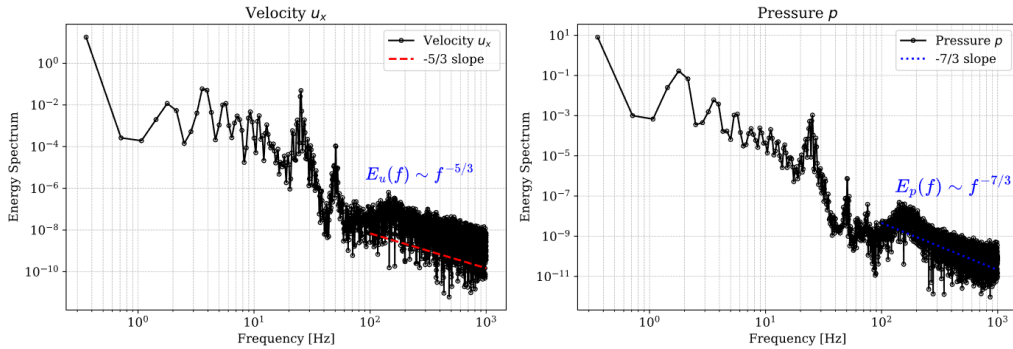 Velocity u_x
Energy Spectrum
10^0
10^-2
10^-4
10^-6
10^-8
10^-10
Velocity u_x
-5/3 slope
E_u(f) ~ f^{-5/3}
10^0
10^1
10^2
10^3
Frequency [Hz]
Pressure p
Energy Spectrum
10^1
10^-1
10^-3
10^-5
10^-7
10^-9
10^-11
Pressure p
-7/3 slope
E_p(f) ~ f^{-7/3}
10^0
10^1
10^2
10^3
Frequency [Hz]